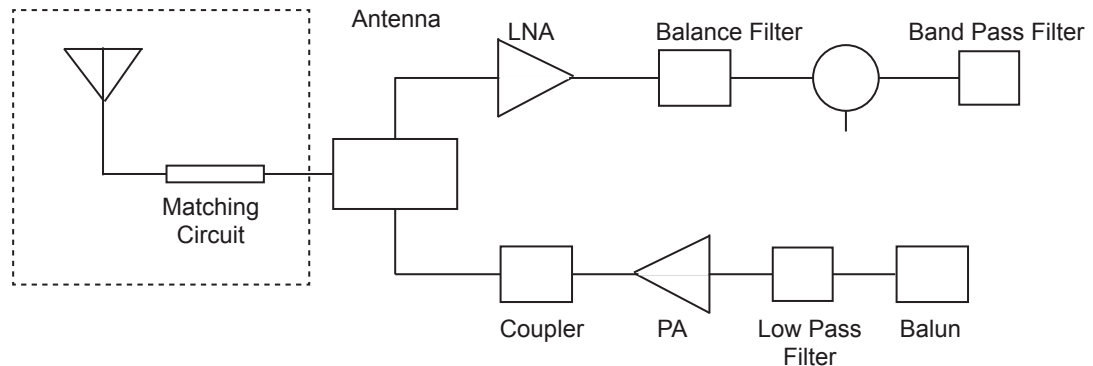 Antenna
LNA
Balance Filter
Band Pass Filter
Matching
Circuit
Coupler
PA
Low Pass
Filter
Balun